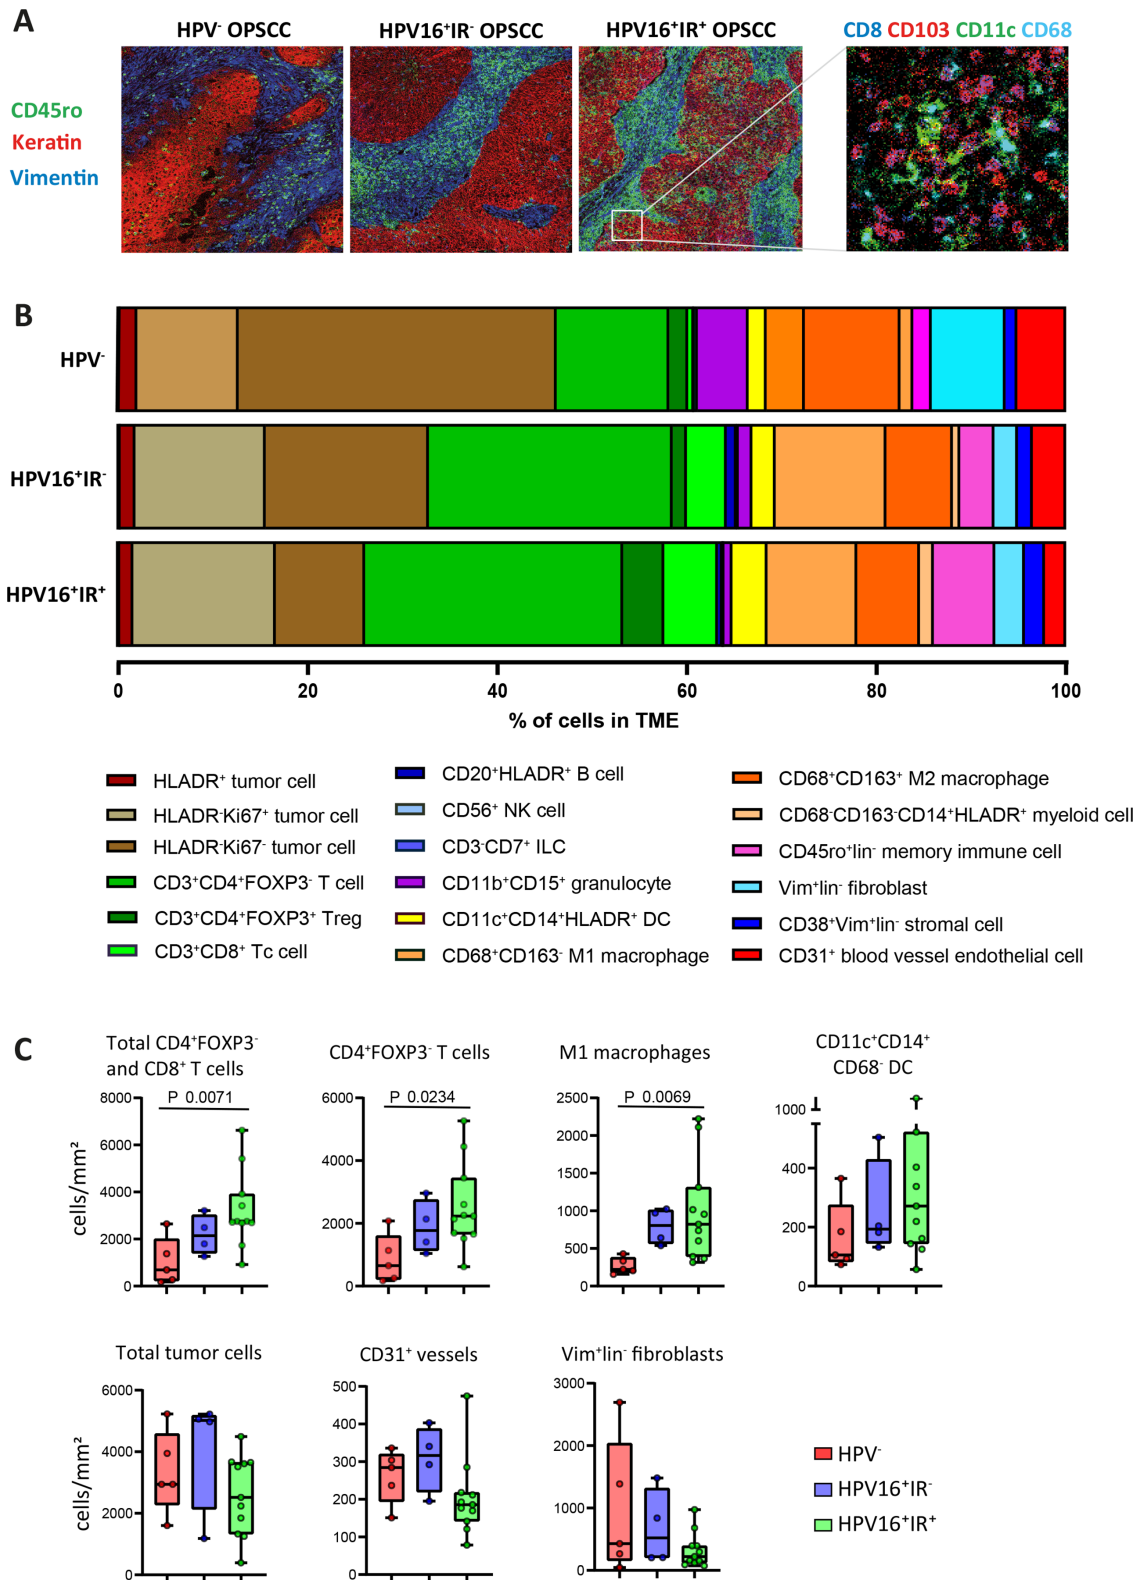 A
HPV⁻ OPSCC
HPV16⁺IR⁻ OPSCC
HPV16⁺IR⁺ OPSCC
CD8 CD103 CD11c CD68
CD45ro
Keratin
Vimentin
B
HPV⁻
HPV16⁺IR⁻
HPV16⁺IR⁺
0 20 40 60 80 100
% of cells in TME
HLADR⁺ tumor cell
HLADR⁻Ki67⁺ tumor cell
HLADR⁻Ki67⁻ tumor cell
CD3⁺CD4⁺FOXP3⁻ T cell
CD3⁺CD4⁺FOXP3⁺ Treg
CD3⁺CD8⁺ Tc cell
CD20⁺HLADR⁺ B cell
CD56⁺ NK cell
CD3⁻CD7⁺ ILC
CD11b⁺CD15⁺ granulocyte
CD11c⁺CD14⁺HLADR⁺ DC
CD68⁺CD163⁻ M1 macrophage
CD68⁺CD163⁺ M2 macrophage
CD68⁻CD163⁻CD14⁺HLADR⁺ myeloid cell
CD45ro⁺lin⁻ memory immune cell
Vim⁺lin⁻ fibroblast
CD38⁺Vim⁺lin⁻ stromal cell
CD31⁺ blood vessel endothelial cell
C
Total CD4⁺FOXP3⁻
and CD8⁺ T cells
P 0.0071
8000
6000
4000
2000
0
cells/mm²
CD4⁺FOXP3⁻ T cells
P 0.0234
6000
4000
2000
0
M1 macrophages
P 0.0069
2500
2000
1500
1000
500
0
CD11c⁺CD14⁺
CD68⁻ DC
1000
400
200
0
Total tumor cells
6000
4000
2000
0
cells/mm²
CD31⁺ vessels
500
400
300
200
100
0
Vim⁺lin⁻ fibroblasts
3000
2000
1000
0
HPV⁻
HPV16⁺IR⁻
HPV16⁺IR⁺